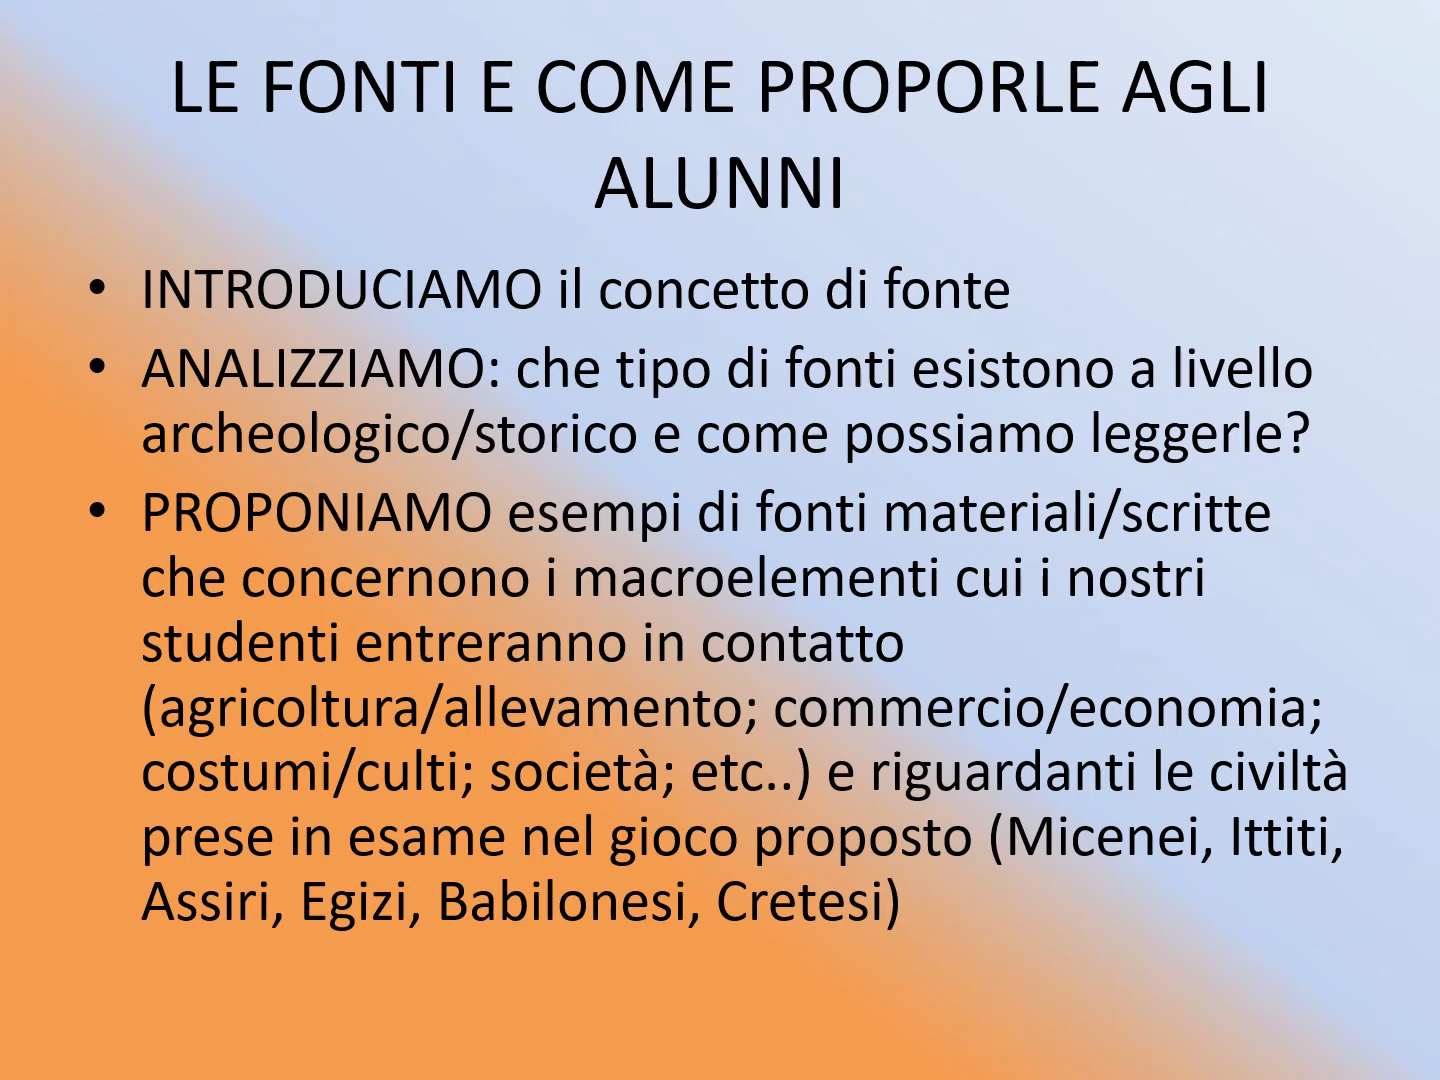 LE FONTI E COME PROPORLE AGLI
ALUNNI
• INTRODUCIAMO il concetto di fonte
• ANALIZZIAMO: che tipo di fonti esistono a livello
archeologico/storico e come possiamo leggerle?
• PROPONIAMO esempi di fonti materiali/scritte
che concernono i macroelementi cui i nostri
studenti entreranno in contatto
(agricoltura/allevamento; commercio/economia;
costumi/culti; società; etc..) e riguardanti le civiltà
prese in esame nel gioco proposto (Micenei, Ittiti,
Assiri, Egizi, Babilonesi, Cretesi)